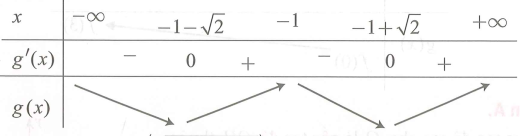 x −∞ −1−√2 −1 −1+√2 +∞
g′(x) − 0 + − 0 +
g(x)